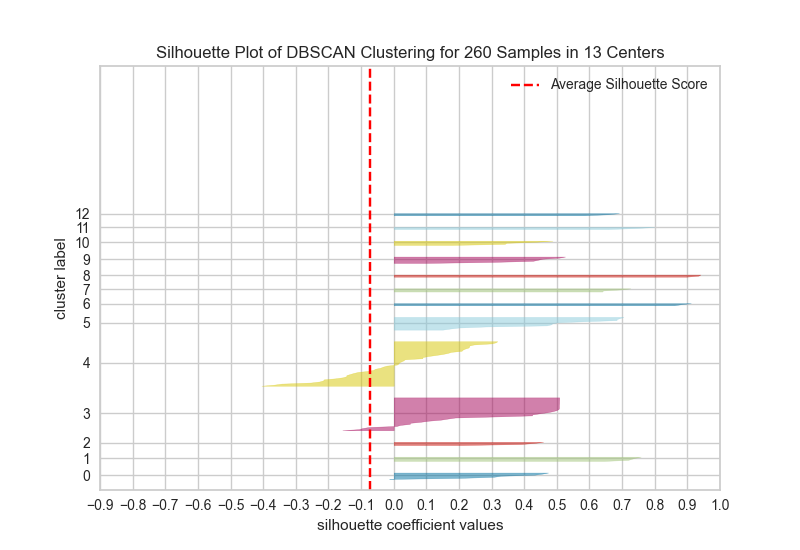 Silhouette Plot of DBSCAN Clustering for 260 Samples in 13 Centers
Average Silhouette Score
12
11
10
9
8
7
6
5
4
3
2
1
0
cluster label
−0.9 −0.8 −0.7 −0.6 −0.5 −0.4 −0.3 −0.2 −0.1 0.0 0.1 0.2 0.3 0.4 0.5 0.6 0.7 0.8 0.9 1.0
silhouette coefficient values